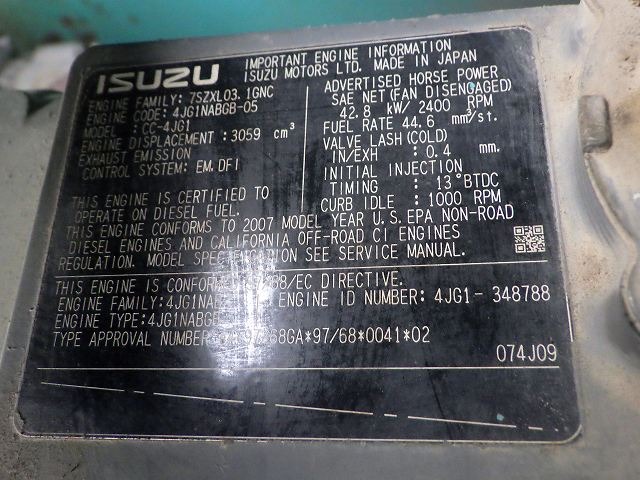 ISUZU
IMPORTANT ENGINE INFORMATION
ISUZU MOTORS LTD. MADE IN JAPAN
ENGINE FAMILY: 7SZXL03.1GNC
ENGINE CODE: 4JG1NABGB-05
MODEL : CC-4JG1
ENGINE DISPLACEMENT: 3059 cm³
EXHAUST EMISSION
CONTROL SYSTEM: EM,DFI
ADVERTISED HORSE POWER
SAE NET(FAN DISENGAGED)
42.8 kW/ 2400 RPM
FUEL RATE 44.6 mm³/st.
VALVE LASH(COLD)
IN/EXH : 0.4 mm.
INITIAL INJECTION
TIMING : 13°BTDC
CURB IDLE : 1000 RPM
THIS ENGINE IS CERTIFIED TO
OPERATE ON DIESEL FUEL.
THIS ENGINE CONFORMS TO 2007 MODEL YEAR U.S.EPA NON-ROAD
DIESEL ENGINES AND CALIFORNIA OFF-ROAD CI ENGINES
REGULATION. MODEL SPECIFICATION SEE SERVICE MANUAL.
THIS ENGINE IS 68/EC DIRECTIVE.
ENGINE FAMILY:4JG1 ENGINE ID NUMBER: 4JG1- 348788
ENGINE TYPE:4JG1NABG
TYPE APPROVAL NUMBER 68GA*97/68*0041*02
074J09